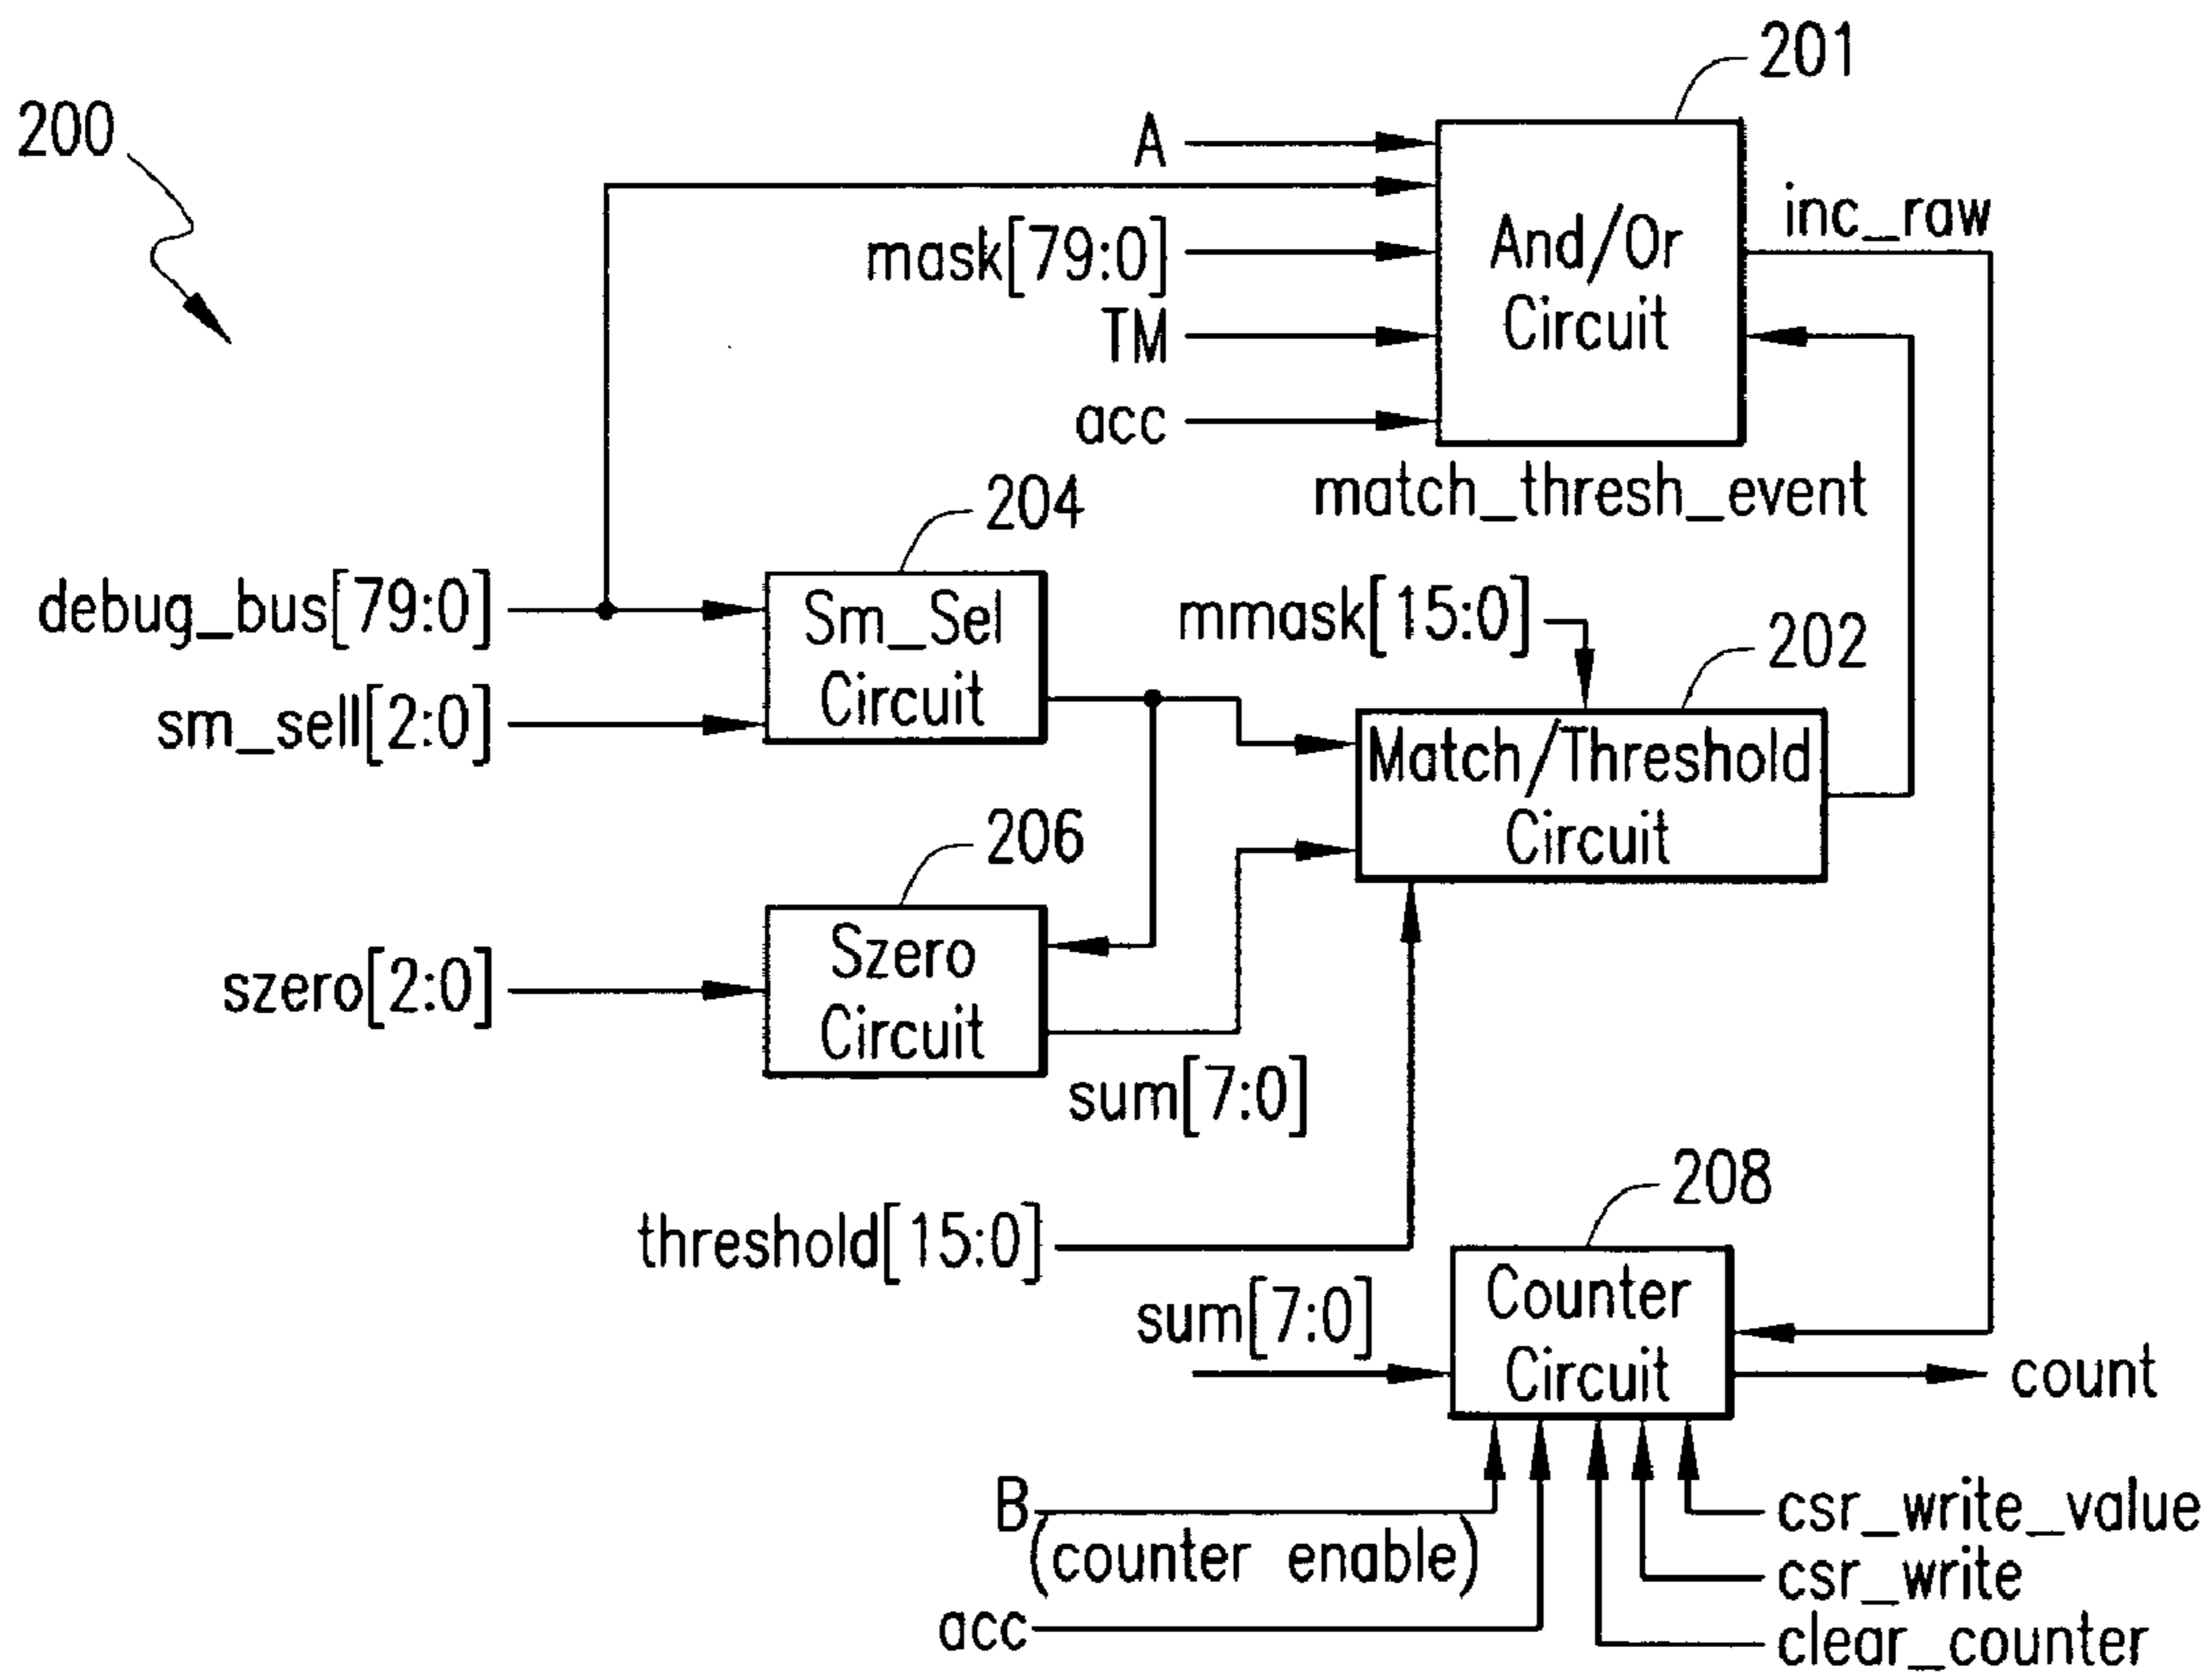 201
200
A
inc_raw
mask[79:0]
And/Or
Circuit
TM
acc
match_thresh_event
204
debug_bus[79:0]
Sm_Sel
Circuit
mmask[15:0]
202
sm_sell[2:0]
Match/Threshold
Circuit
206
szero[2:0]
Szero
Circuit
sum[7:0]
208
threshold[15:0]
sum[7:0]
Counter
Circuit
count
B
(counter enable)
csr_write_value
csr_write
acc
clear_counter